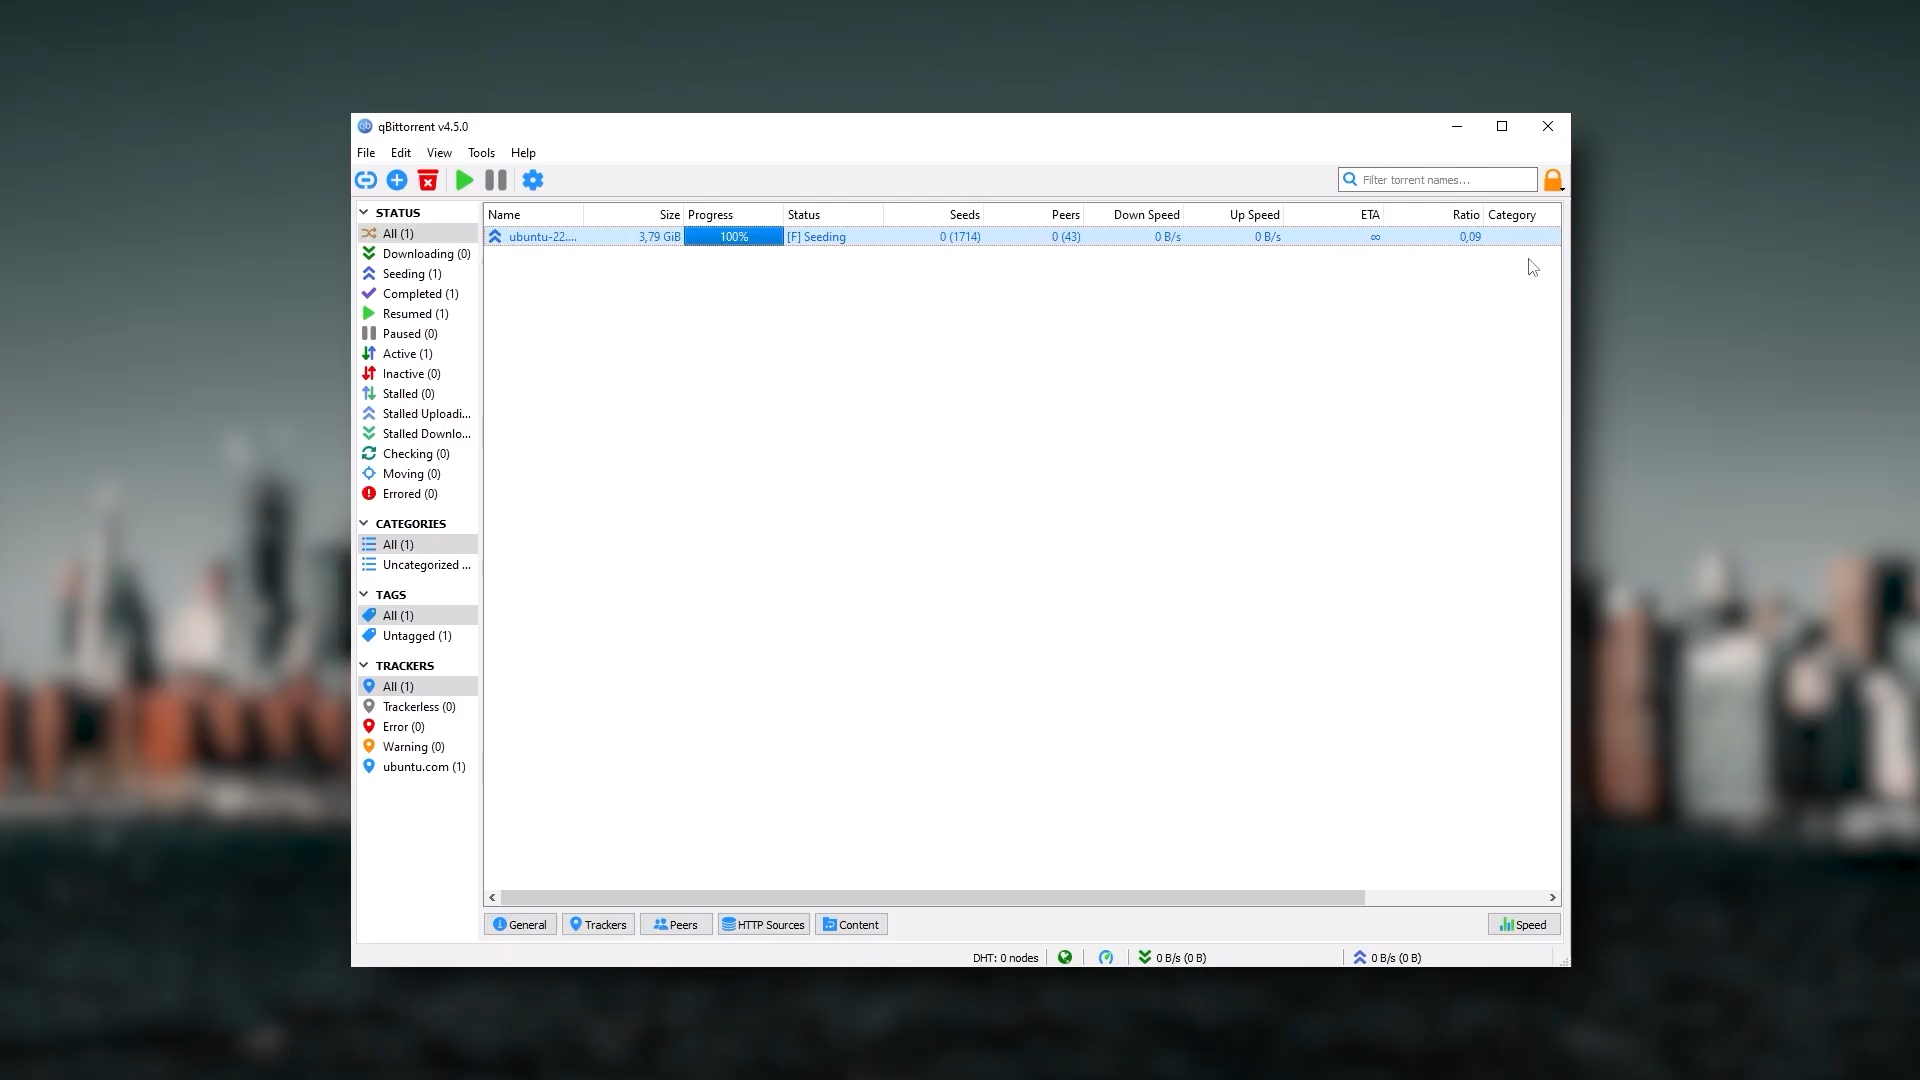 qBittorrent v4.5.0
File Edit View Tools Help
Filter torrent names...
STATUS
All (1)
Downloading (0)
Seeding (1)
Completed (1)
Resumed (1)
Paused (0)
Active (1)
Inactive (0)
Stalled (0)
Stalled Uploadi...
Stalled Downlo...
Checking (0)
Moving (0)
Errored (0)
CATEGORIES
All (1)
Uncategorized ...
TAGS
All (1)
Untagged (1)
TRACKERS
All (1)
Trackerless (0)
Error (0)
Warning (0)
ubuntu.com (1)
Name Size Progress Status Seeds Peers Down Speed Up Speed ETA Ratio Category
ubuntu-22.... 3,79 GiB 100% [F] Seeding 0 (1714) 0 (43) 0 B/s 0 B/s ∞ 0,09
General Trackers Peers HTTP Sources Content Speed
DHT: 0 nodes 0 B/s (0 B) 0 B/s (0 B)